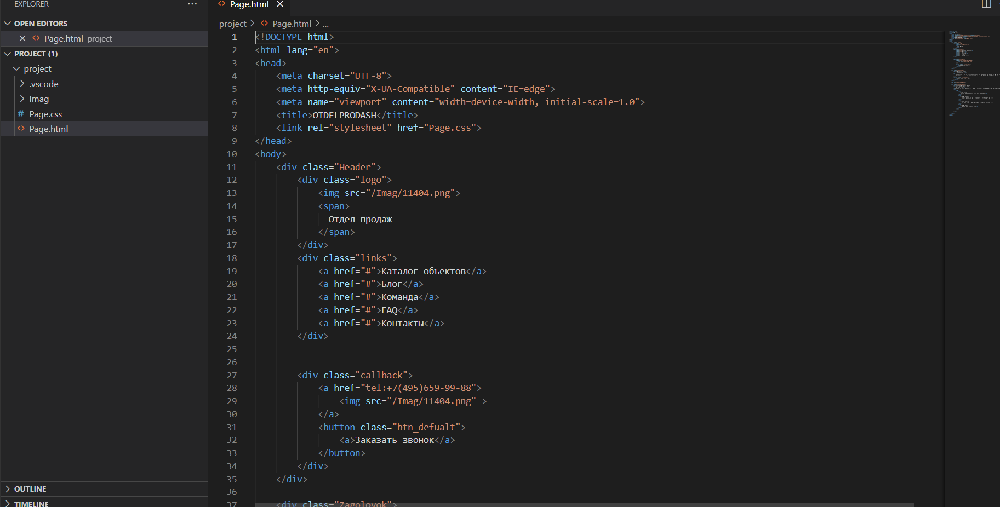 EXPLORER
OPEN EDITORS
Page.html project
PROJECT (1)
project
.vscode
Imag
# Page.css
Page.html
OUTLINE
TIMELINE
Page.html
project > Page.html > ...
1 <!DOCTYPE html>
2 <html lang="en">
3 <head>
4 <meta charset="UTF-8">
5 <meta http-equiv="X-UA-Compatible" content="IE=edge">
6 <meta name="viewport" content="width=device-width, initial-scale=1.0">
7 <title>OTDELPRODASH</title>
8 <link rel="stylesheet" href="Page.css">
9 </head>
10 <body>
11 <div class="Header">
12 <div class="logo">
13 <img src="/Imag/11404.png">
14 <span>
15 Отдел продаж
16 </span>
17 </div>
18 <div class="links">
19 <a href="#">Каталог объектов</a>
20 <a href="#">Блог</a>
21 <a href="#">Команда</a>
22 <a href="#">FAQ</a>
23 <a href="#">Контакты</a>
24 </div>
25
26
27 <div class="callback">
28 <a href="tel:+7(495)659-99-88">
29 <img src="/Imag/11404.png" >
30 </a>
31 <button class="btn_defualt">
32 <a>Заказать звонок</a>
33 </button>
34 </div>
35 </div>
36
37 <div class="Zagolovok">